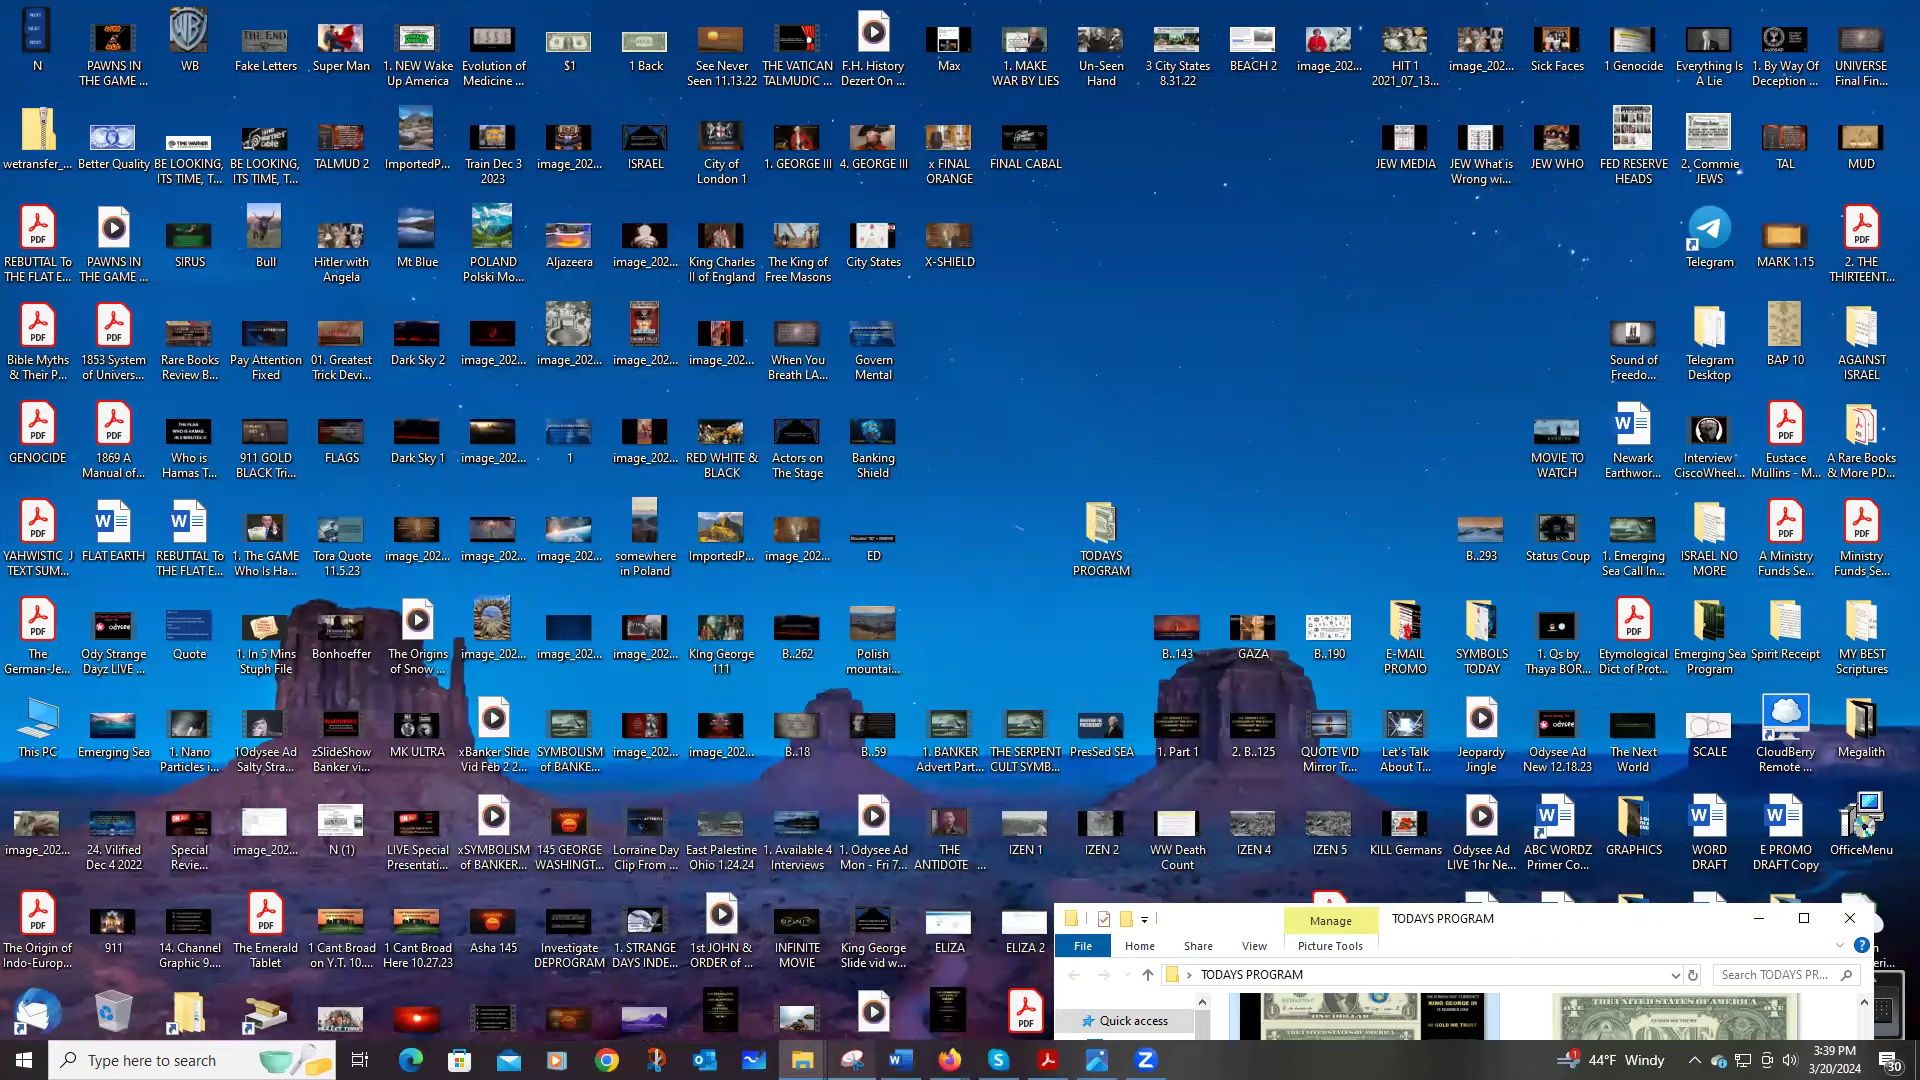 N
PAWNS IN
THE GAME ...
WB
Fake Letters
Super Man
1. NEW Wake
Up America
Evolution of
Medicine ...
$1
1 Back
See Never
Seen 11.13.22
THE VATICAN
TALMUDIC ...
F.H. History
Dezert On ...
Max
1. MAKE
WAR BY LIES
Un-Seen
Hand
3 City States
8.31.22
BEACH 2
image_202...
HIT 1
2021_07_13...
image_202...
Sick Faces
1 Genocide
Everything Is
A Lie
1. By Way Of
Deception ...
UNIVERSE
Final Fin...
wetransfer_...
Better Quality
BE LOOKING,
ITS TIME, T...
BE LOOKING,
ITS TIME, T...
TALMUD 2
ImportedP...
Train Dec 3
2023
image_202...
ISRAEL
City of
London 1
1. GEORGE III
4. GEORGE III
x FINAL
ORANGE
FINAL CABAL
JEW MEDIA
JEW What is
Wrong wi...
JEW WHO
FED RESERVE
HEADS
2. Commie
JEWS
TAL
MUD
REBUTTAL To
THE FLAT E...
PAWNS IN
THE GAME ...
SIRUS
Bull
Hitler with
Angela
Mt Blue
POLAND
Polski Mo...
Aljazeera
image_202...
King Charles
II of England
The King of
Free Masons
City States
X-SHIELD
Telegram
MARK 1.15
2. THE
THIRTEENT...
Bible Myths
& Their P...
1853 System
of Univers...
Rare Books
Review B...
Pay Attention
Fixed
01. Greatest
Trick Devi...
Dark Sky 2
image_202...
image_202...
image_202...
image_202...
When You
Breath LA...
Govern
Mental
Sound of
Freedo...
Telegram
Desktop
BAP 10
AGAINST
ISRAEL
GENOCIDE
1869 A
Manual of...
Who is
Hamas T...
911 GOLD
BLACK Tri...
FLAGS
Dark Sky 1
image_202...
1
image_202...
RED WHITE &
BLACK
Actors on
The Stage
Banking
Shield
MOVIE TO
WATCH
Newark
Earthwor...
Interview
CiscoWheel...
Eustace
Mullins - M...
A Rare Books
& More PD...
YAHWISTIC J
TEXT SUM...
FLAT EARTH
REBUTTAL To
THE FLAT E...
1. The GAME
Who Is Ha...
Tora Quote
11.5.23
image_202...
image_202...
image_202...
somewhere
in Poland
ImportedP...
image_202...
ED
TODAYS
PROGRAM
B..293
Status Coup
1. Emerging
Sea Call In...
ISRAEL NO
MORE
A Ministry
Funds Se...
Ministry
Funds Se...
The
German-Je...
Ody Strange
Dayz LIVE ...
Quote
1. In 5 Mins
Stuph File
Bonhoeffer
The Origins
of Snow ...
image_202...
image_202...
image_202...
KIng George
111
B..262
Polish
mountai...
B..143
GAZA
B..190
E-MAIL
PROMO
SYMBOLS
TODAY
1. Qs by
Thaya BOR...
Etymological
Dict of Prot...
Emerging Sea
Program
Spirit Receipt
MY BEST
Scriptures
This PC
Emerging Sea
1. Nano
Particles i...
1Odysee Ad
Salty Stra...
zSlideShow
Banker vi...
MK ULTRA
xBanker Slide
Vid Feb 2 2...
SYMBOLISM
of BANKE...
image_202...
image_202...
B..18
B..59
1. BANKER
Advert Part...
THE SERPENT
CULT SYMB...
PresSed SEA
1. Part 1
2. B..125
QUOTE VID
Mirror Tr...
Let's Talk
About T...
Jeopardy
Jingle
Odysee Ad
New 12.18.23
The Next
World
SCALE
CloudBerry
Remote ...
Megalith
image_202...
24. Vilified
Dec 4 2022
Special
Revie...
image_202...
N (1)
LIVE Special
Presentati...
xSYMBOLISM
of BANKER...
145 GEORGE
WASHINGT...
Lorraine Day
Clip From ...
East Palestine
Ohio 1.24.24
1. Available 4
Interviews
1. Odysee Ad
Mon - Fri 7...
THE
ANTIDOTE ...
IZEN 1
IZEN 2
WW Death
Count
IZEN 4
IZEN 5
KILL Germans
Odysee Ad
LIVE 1hr Ne...
ABC WORDZ
Primer Co...
GRAPHICS
WORD
DRAFT
E PROMO
DRAFT Copy
OfficeMenu
The Origin of
Indo-Europ...
911
14. Channel
Graphic 9....
The Emerald
Tablet
1 Cant Broad
on Y.T. 10....
1 Cant Broad
Here 10.27.23
Asha 145
Investigate
DEPROGRAM
1. STRANGE
DAYS INDE...
1st JOHN &
ORDER of ...
INFINITE
MOVIE
King George
Slide vid w...
ELIZA
ELIZA 2
Manage
TODAYS PROGRAM
File
Home
Share
View
Picture Tools
TODAYS PROGRAM
Search TODAYS PR...
Quick access
KING GEORGE III
IS NUMBER ONE
IN GOLD WE TRUST
THE UNITED STATES OF AMERICA
ONE
Type here to search
44°F Windy
3:39 PM
3/20/2024
30